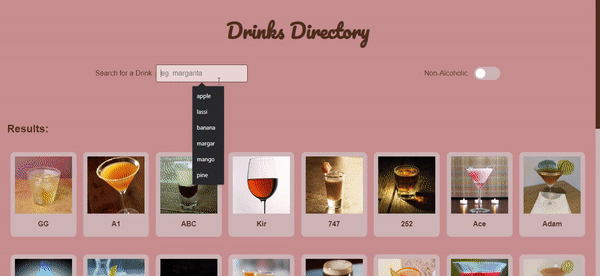 Drinks Directory
Search for a Drink
eg. margarita
Non-Alcoholic
apple
lassi
banana
margar
mango
pine
Results:
GG
A1
ABC
Kir
747
252
Ace
Adam